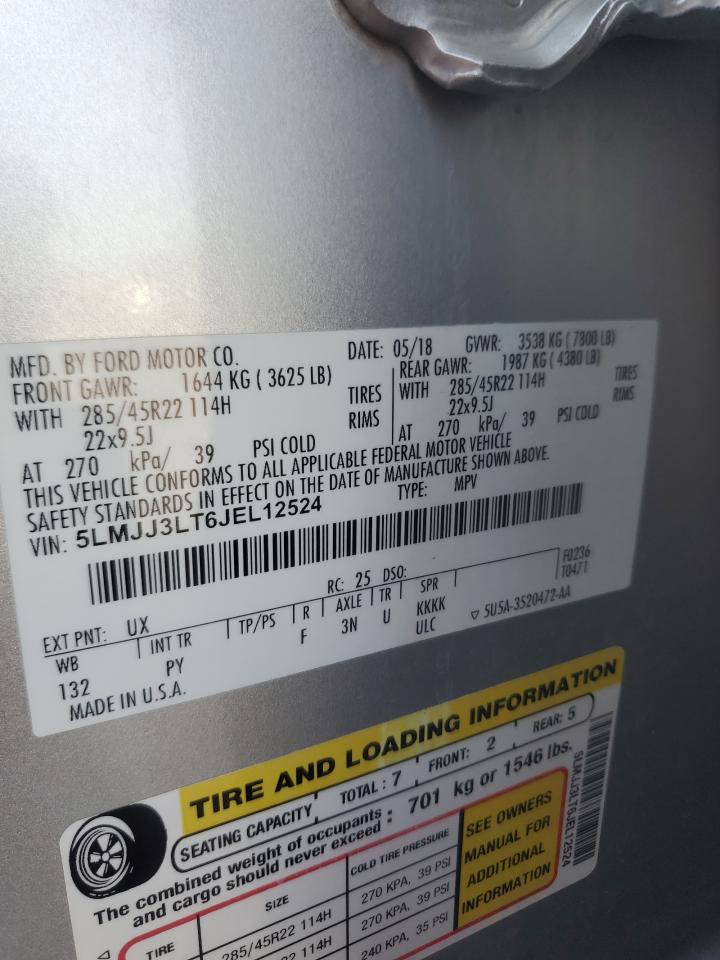 MFD. BY FORD MOTOR CO.
DATE: 05/18 GVWR: 3538 KG ( 7800 LB)
FRONT GAWR: 1644 KG ( 3625 LB)
REAR GAWR: 1987 KG ( 4380 LB)
WITH 285/45R22 114H TIRES
WITH 285/45R22 114H TIRES
22x9.5J RIMS
22x9.5J RIMS
AT 270 kPa/ 39 PSI COLD
AT 270 kPa/ 39 PSI COLD
THIS VEHICLE CONFORMS TO ALL APPLICABLE FEDERAL MOTOR VEHICLE
SAFETY STANDARDS IN EFFECT ON THE DATE OF MANUFACTURE SHOWN ABOVE.
VIN: 5LMJJ3LT6JEL12524
TYPE: MPV
F0236
T0471
EXT PNT: UX RC: 25 DSO:
WB INT TR TP/PS R AXLE TR SPR
132 PY F 3N U KKKK
ULC
▽ 5U5A-3520472-AA
MADE IN U.S.A.
TIRE AND LOADING INFORMATION
SEATING CAPACITY TOTAL : 7 FRONT: 2 REAR: 5
The combined weight of occupants
and cargo should never exceed : 701 kg or 1546 lbs.
TIRE SIZE COLD TIRE PRESSURE
285/45R22 114H 270 KPA, 39 PSI
22 114H 270 KPA, 39 PSI
240 KPA, 35 PSI
SEE OWNERS
MANUAL FOR
ADDITIONAL
INFORMATION
5LMJJ3LT6JEL12524